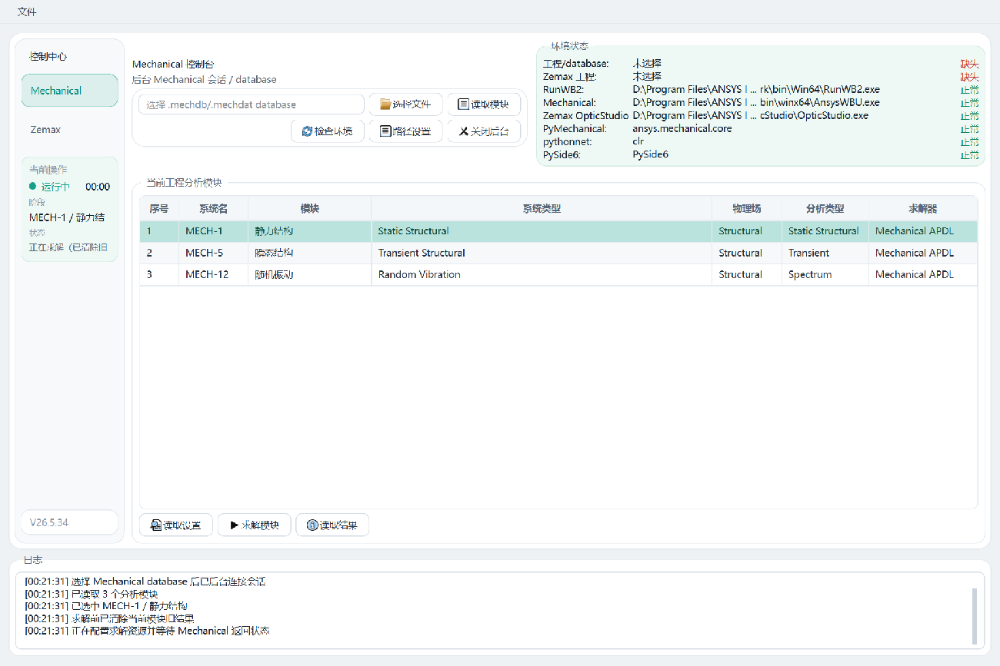 文件
控制中心
Mechanical
Zemax
当前操作
运行中 00:00
阶段
MECH-1 / 静力结
状态
正在求解（已清除旧
V26.5.34
Mechanical 控制台
后台 Mechanical 会话 / database
选择 .mechdb/.mechdat database
选择文件
读取模块
检查环境
路径设置
关闭后台
环境状态
工程/database: 未选择 缺失
Zemax 工程: 未选择 缺失
RunWB2: D:\Program Files\ANSYS I ... rk\bin\Win64\RunWB2.exe 正常
Mechanical: D:\Program Files\ANSYS I ... bin\winx64\AnsysWBU.exe 正常
Zemax OpticStudio D:\Program Files\ANSYS I ... cStudio\OpticStudio.exe 正常
PyMechanical: ansys.mechanical.core 正常
pythonnet: clr 正常
PySide6: PySide6 正常
当前工程分析模块
序号 系统名 模块 系统类型 物理场 分析类型 求解器
1 MECH-1 静力结构 Static Structural Structural Static Structural Mechanical APDL
2 MECH-5 瞬态结构 Transient Structural Structural Transient Mechanical APDL
3 MECH-12 随机振动 Random Vibration Structural Spectrum Mechanical APDL
读取设置
求解模块
读取结果
日志
[00:21:31] 选择 Mechanical database 后已后台连接会话
[00:21:31] 已读取 3 个分析模块
[00:21:31] 已选中 MECH-1 / 静力结构
[00:21:31] 求解前已清除当前模块旧结果
[00:21:31] 正在配置求解资源并等待 Mechanical 返回状态